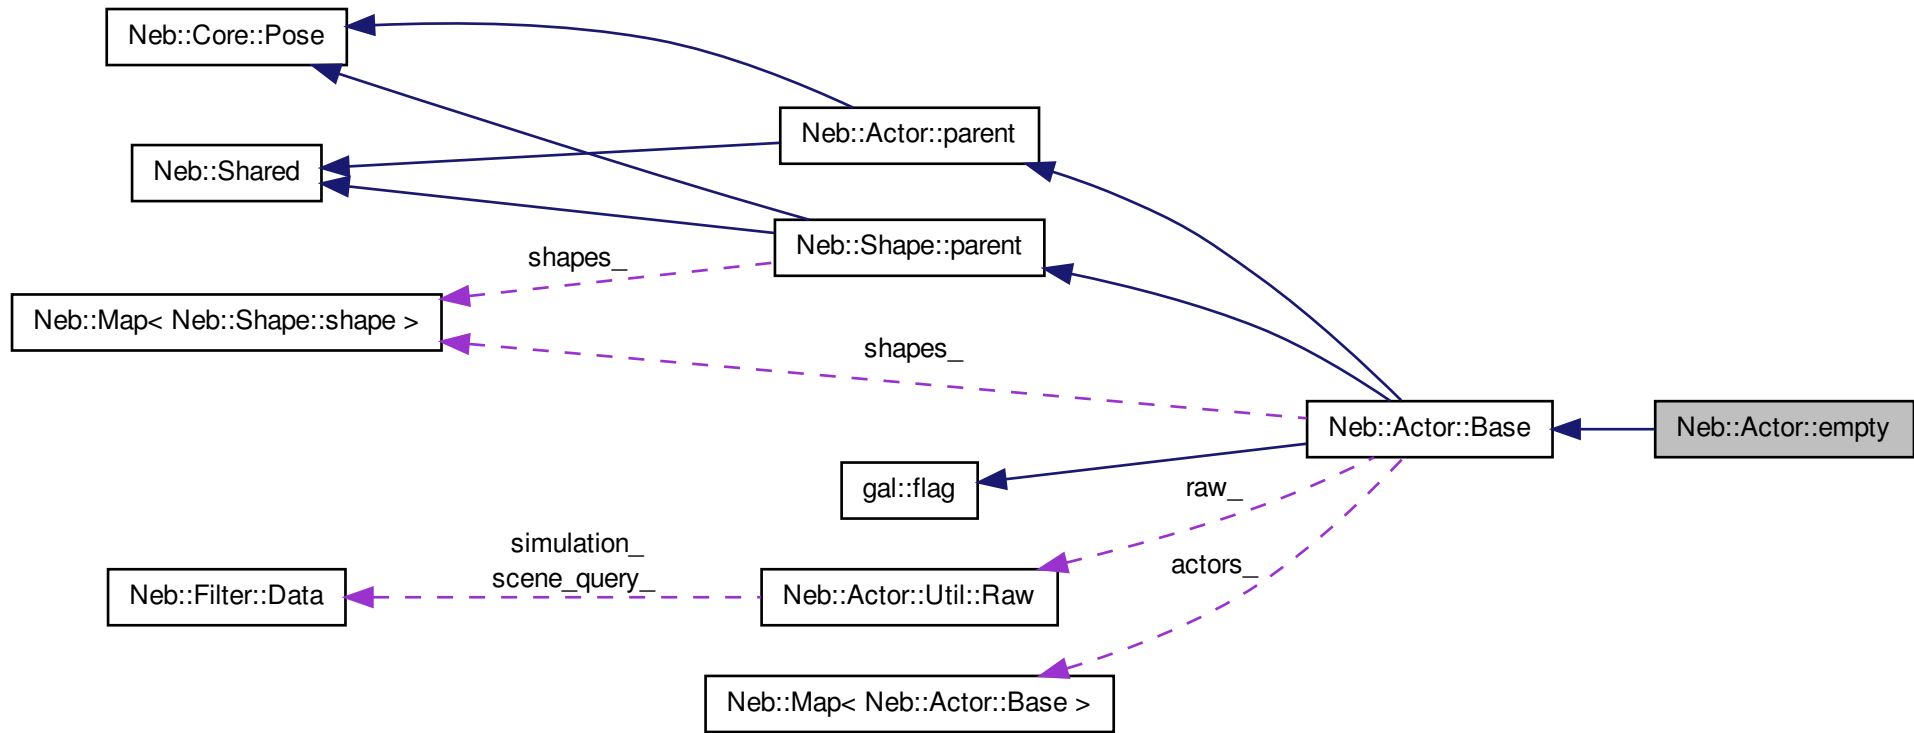 Neb::Core::Pose
Neb::Actor::parent
Neb::Shared
Neb::Shape::parent
shapes_
Neb::Map< Neb::Shape::shape >
shapes_
Neb::Actor::Base
Neb::Actor::empty
gal::flag
raw_
simulation_
scene_query_
actors_
Neb::Filter::Data
Neb::Actor::Util::Raw
Neb::Map< Neb::Actor::Base >